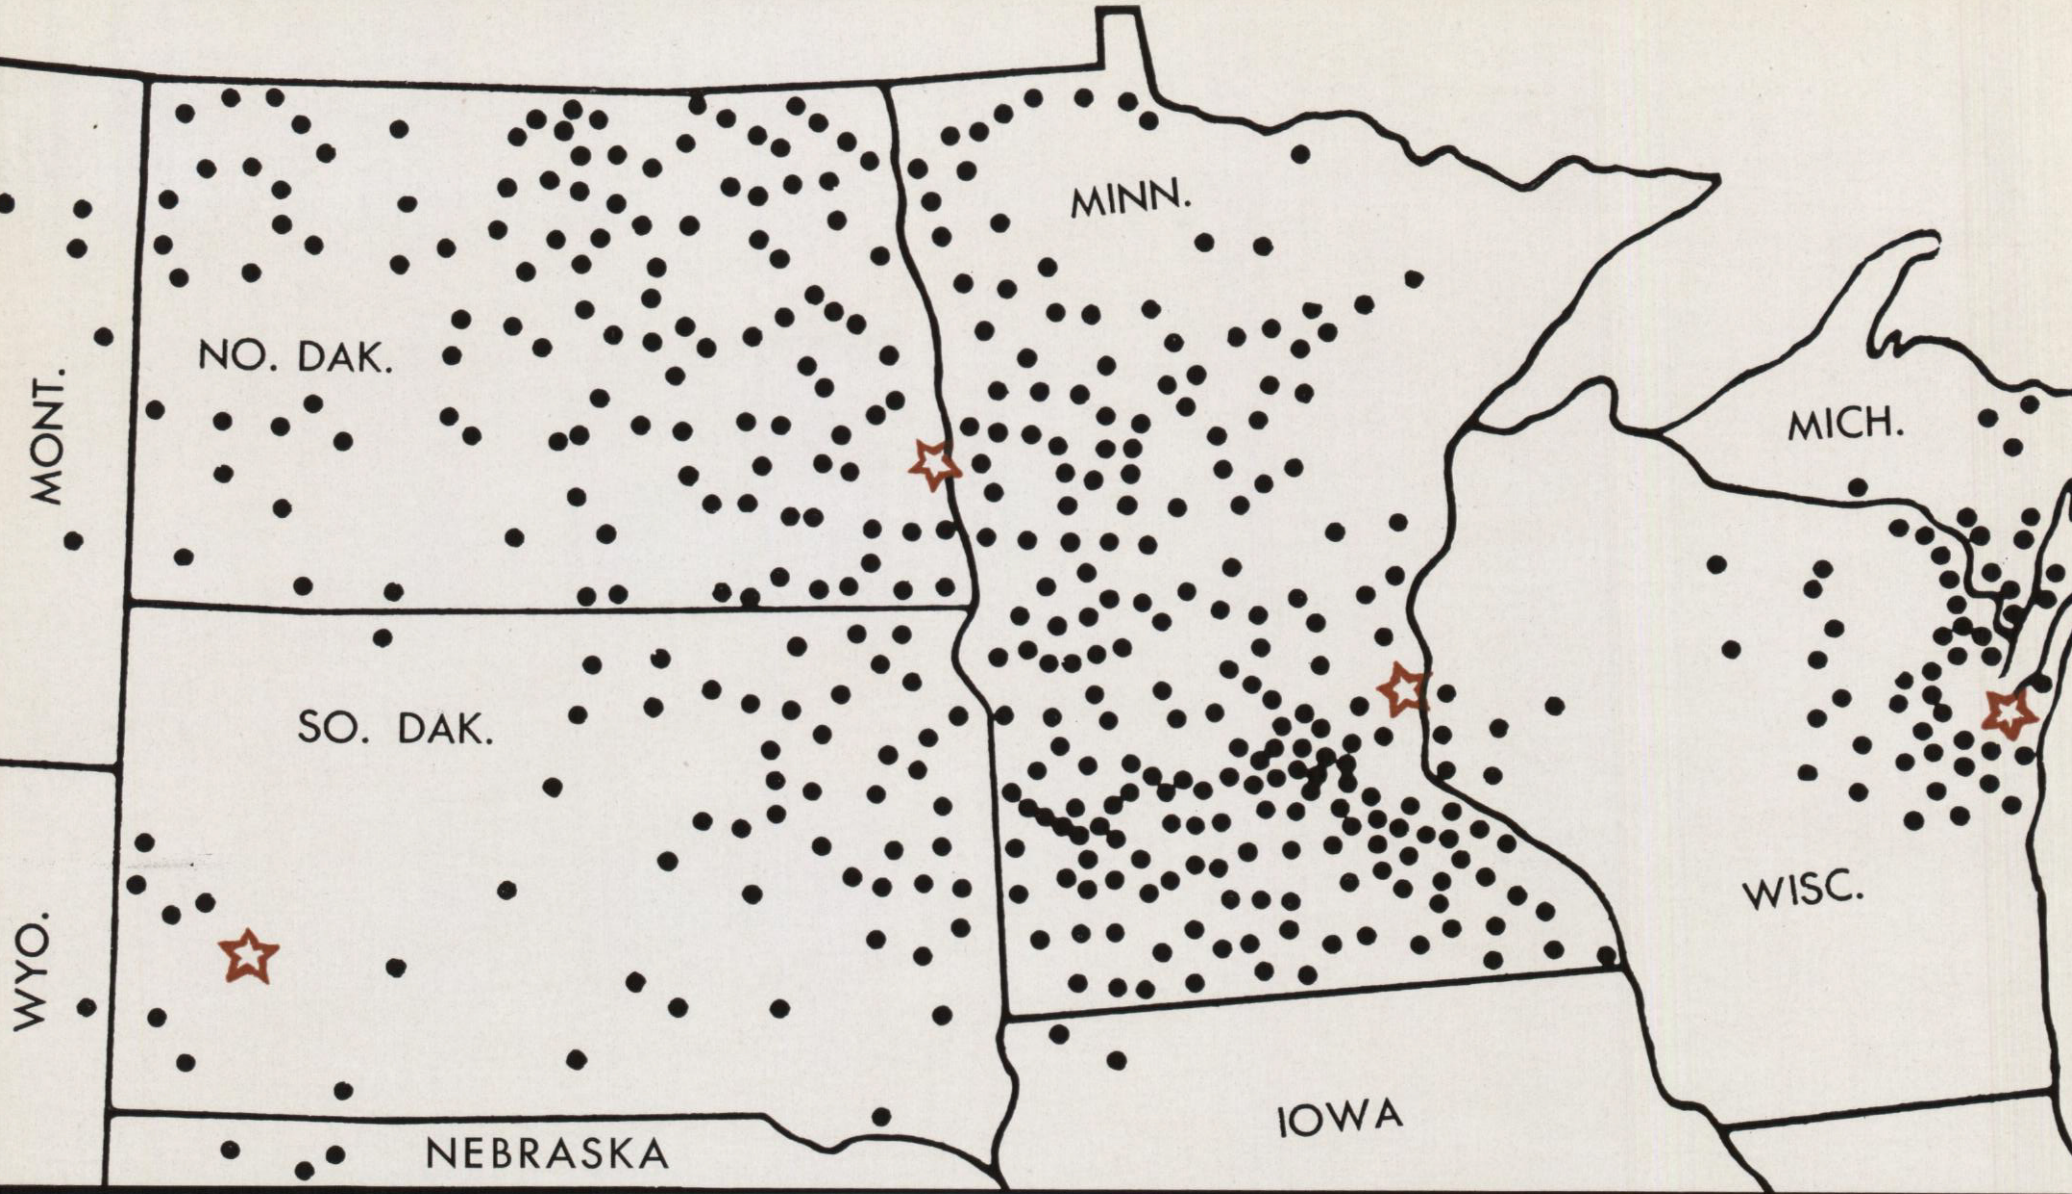 MINN.
NO. DAK.
MONT.
MICH.
SO. DAK.
WISC.
WYO.
IOWA
NEBRASKA